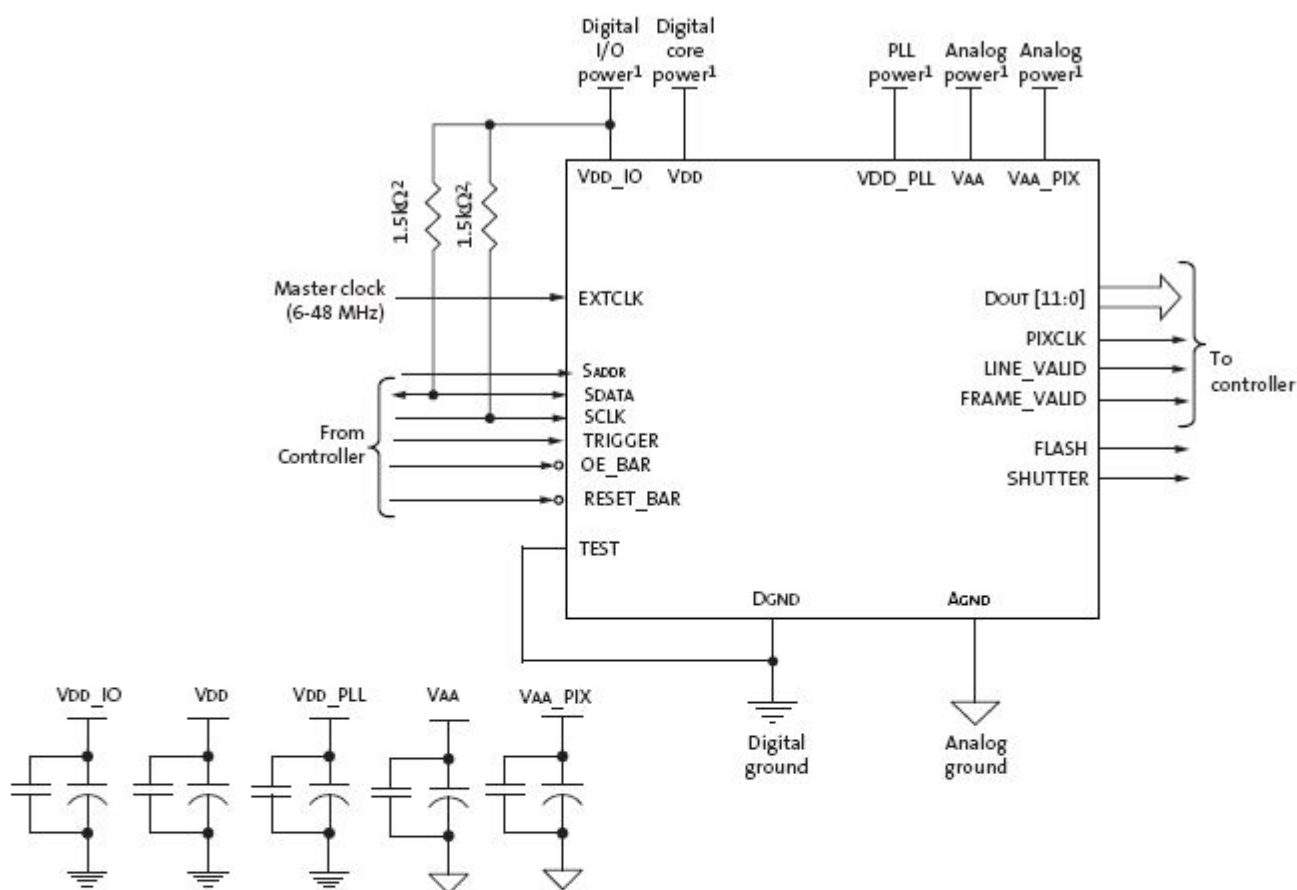 Digital
I/O
power¹
Digital
core
power¹
PLL
power¹
Analog
power¹
Analog
power¹
VDD_IO
VDD
VDD_PLL
VAA
VAA_PIX
1.5kΩ²
1.5kΩ²
Master clock
(6-48 MHz)
EXTCLK
SADDR
SDATA
SCLK
TRIGGER
OE_BAR
RESET_BAR
TEST
From
Controller
DOUT [11:0]
PIXCLK
LINE_VALID
FRAME_VALID
FLASH
SHUTTER
To
controller
DGND
AGND
Digital
ground
Analog
ground
VDD_IO
VDD
VDD_PLL
VAA
VAA_PIX